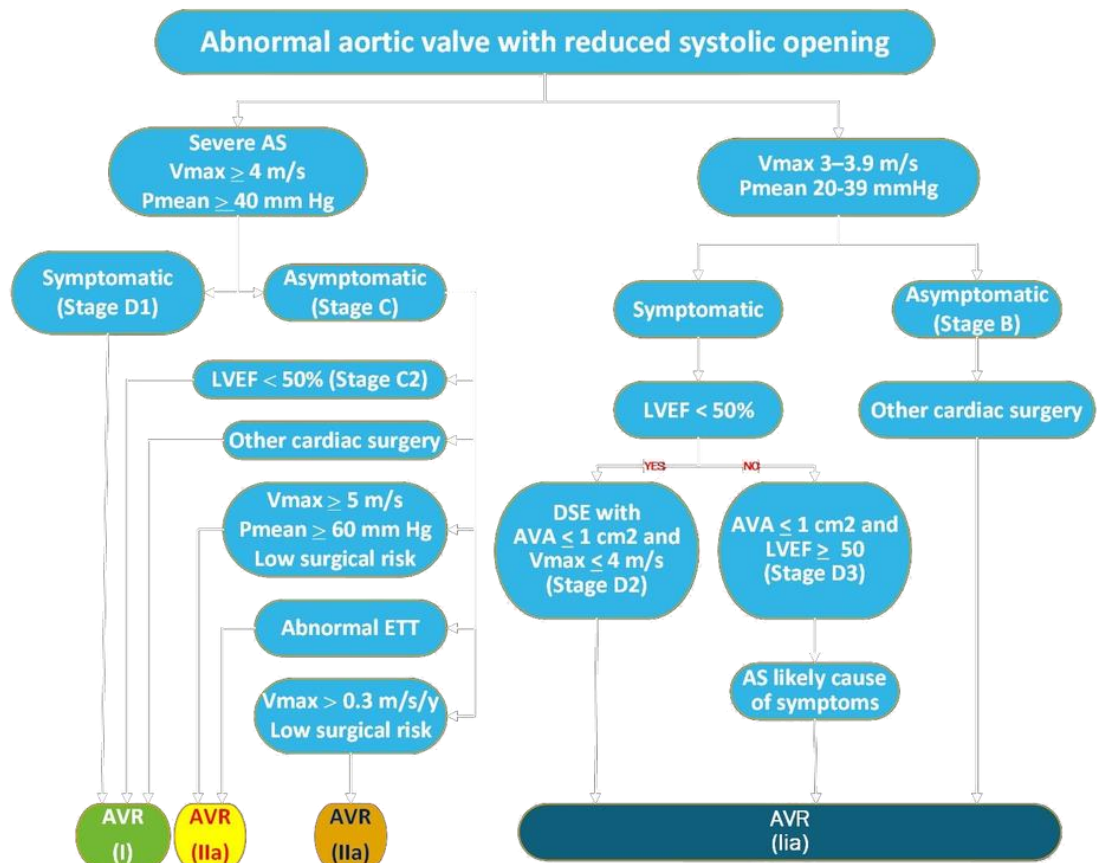 Abnormal aortic valve with reduced systolic opening
Severe AS
Vmax ≥ 4 m/s
Pmean ≥ 40 mm Hg
Vmax 3–3.9 m/s
Pmean 20-39 mmHg
Symptomatic
(Stage D1)
Asymptomatic
(Stage C)
Symptomatic
Asymptomatic
(Stage B)
LVEF < 50% (Stage C2)
LVEF < 50%
Other cardiac surgery
Other cardiac surgery
YES
NO
Vmax ≥ 5 m/s
Pmean ≥ 60 mm Hg
Low surgical risk
DSE with
AVA ≤ 1 cm2 and
Vmax ≤ 4 m/s
(Stage D2)
AVA ≤ 1 cm2 and
LVEF ≥ 50
(Stage D3)
Abnormal ETT
AS likely cause
of symptoms
Vmax > 0.3 m/s/y
Low surgical risk
AVR
(I)
AVR
(IIa)
AVR
(IIa)
AVR
(Iia)